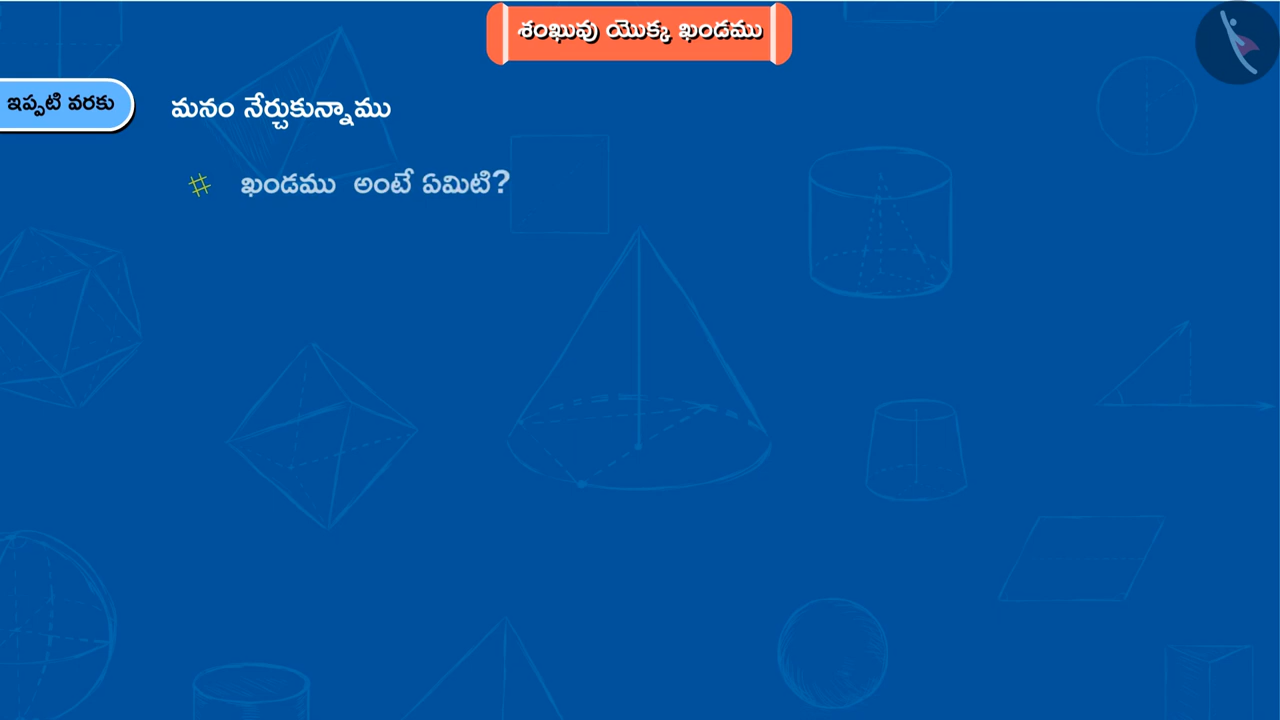 శంఖువు యొక్క ఖండము
ఇప్పటి వరకు
మనం నేర్చుకున్నాము
# ఖండము అంటే ఏమిటి?